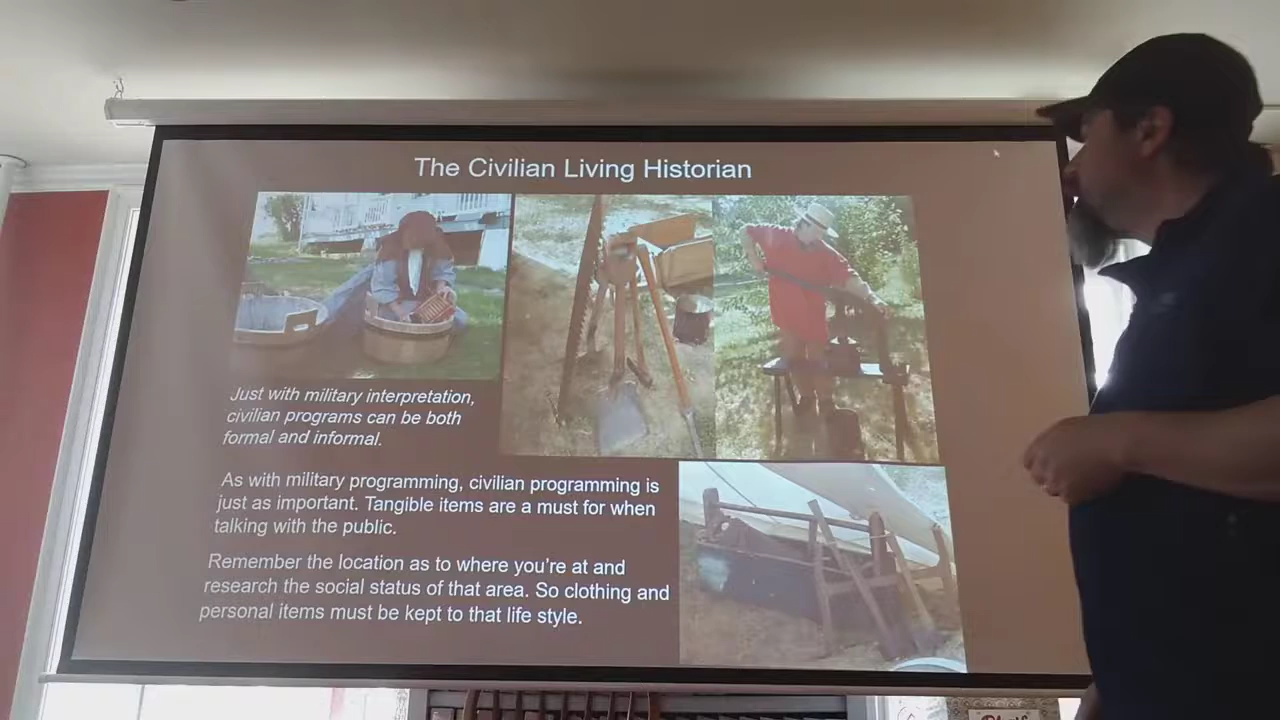 The Civilian Living Historian
Just with military interpretation,
civilian programs can be both
formal and informal.
As with military programming, civilian programming is
just as important. Tangible items are a must for when
talking with the public.
Remember the location as to where you're at and
research the social status of that area. So clothing and
personal items must be kept to that life style.